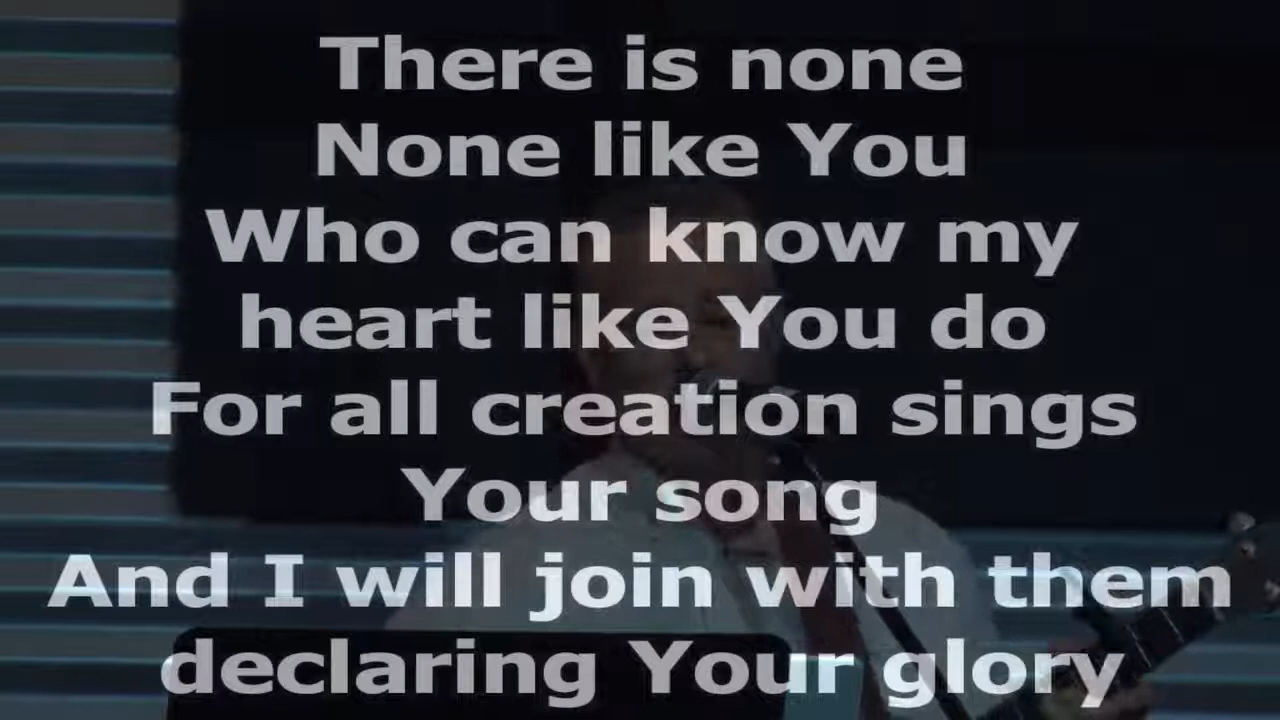 There is none
None like You
Who can know my
heart like You do
For all creation sings
Your song
And I will join with them
declaring Your glory